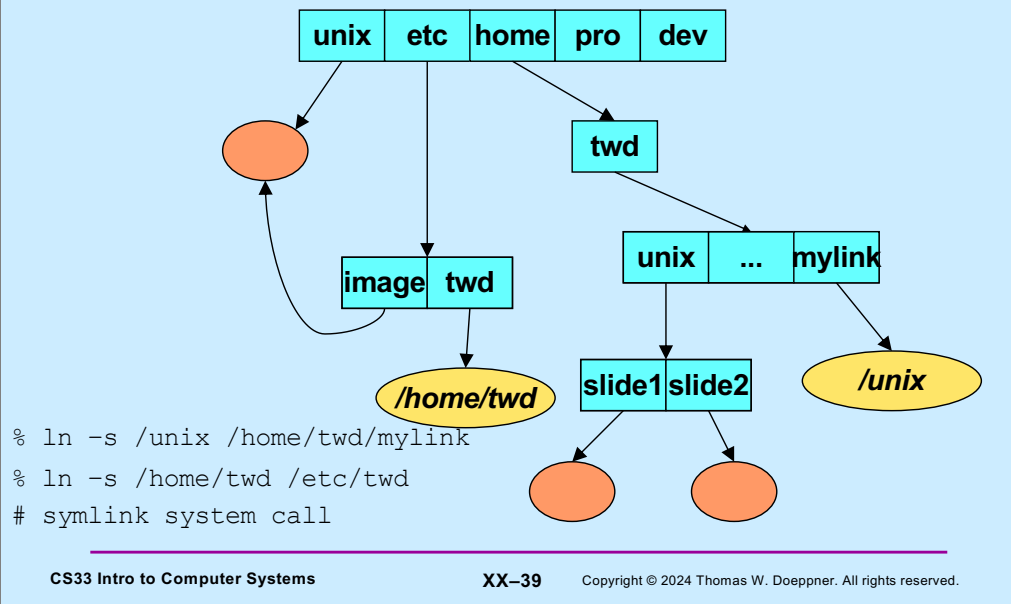 unix etc home pro dev
twd
unix ... mylink
image twd
slide1 slide2
/unix
/home/twd
% ln –s /unix /home/twd/mylink
% ln –s /home/twd /etc/twd
# symlink system call
CS33 Intro to Computer Systems XX–39 Copyright © 2024 Thomas W. Doeppner. All rights reserved.